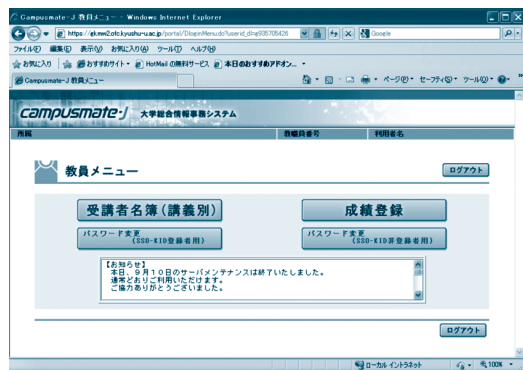 Campusmate-J 教員メニュー - Windows Internet Explorer
https://gkmw2.ofc.kyushu-u.ac.jp/portal/DloginMenu.do?userid_dl=g935705426
Google
ファイル(F) 編集(E) 表示(V) お気に入り(A) ツール(T) ヘルプ(H)
お気に入り おすすめサイト HotMail の無料サービス 本日のおすすめアドオン...
Campusmate-J 教員メニュー
ページ(P) セーフティ(S) ツール(O)
campusmate-J 大学総合情報事務システム
所属 教職員番号 利用者名
教員メニュー
ログアウト
受講者名簿(講義別) 成績登録
パスワード変更 パスワード変更
(SSO-KID登録者用) (SSO-KID非登録者用)
【お知らせ】
本日、9月10日のサーバメンテナンスは終了いたしました。
通常どおりご利用いただけます。
ご協力ありがとうございました。
ログアウト
ローカル イントラネット 100%